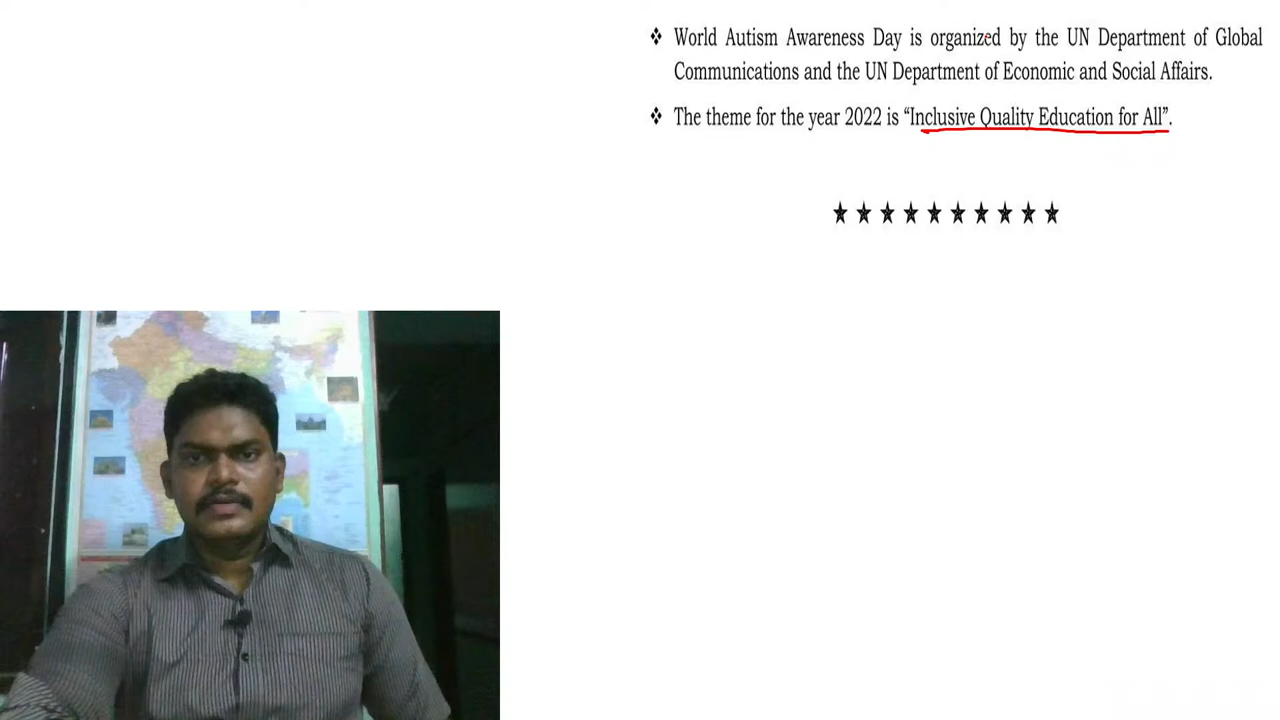 ❖ World Autism Awareness Day is organized by the UN Department of Global
Communications and the UN Department of Economic and Social Affairs.
❖ The theme for the year 2022 is “Inclusive Quality Education for All”.